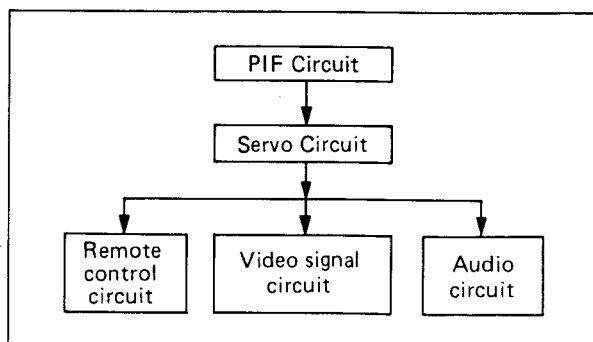 PIF Circuit
Servo Circuit
Remote
control
circuit
Video signal
circuit
Audio
circuit